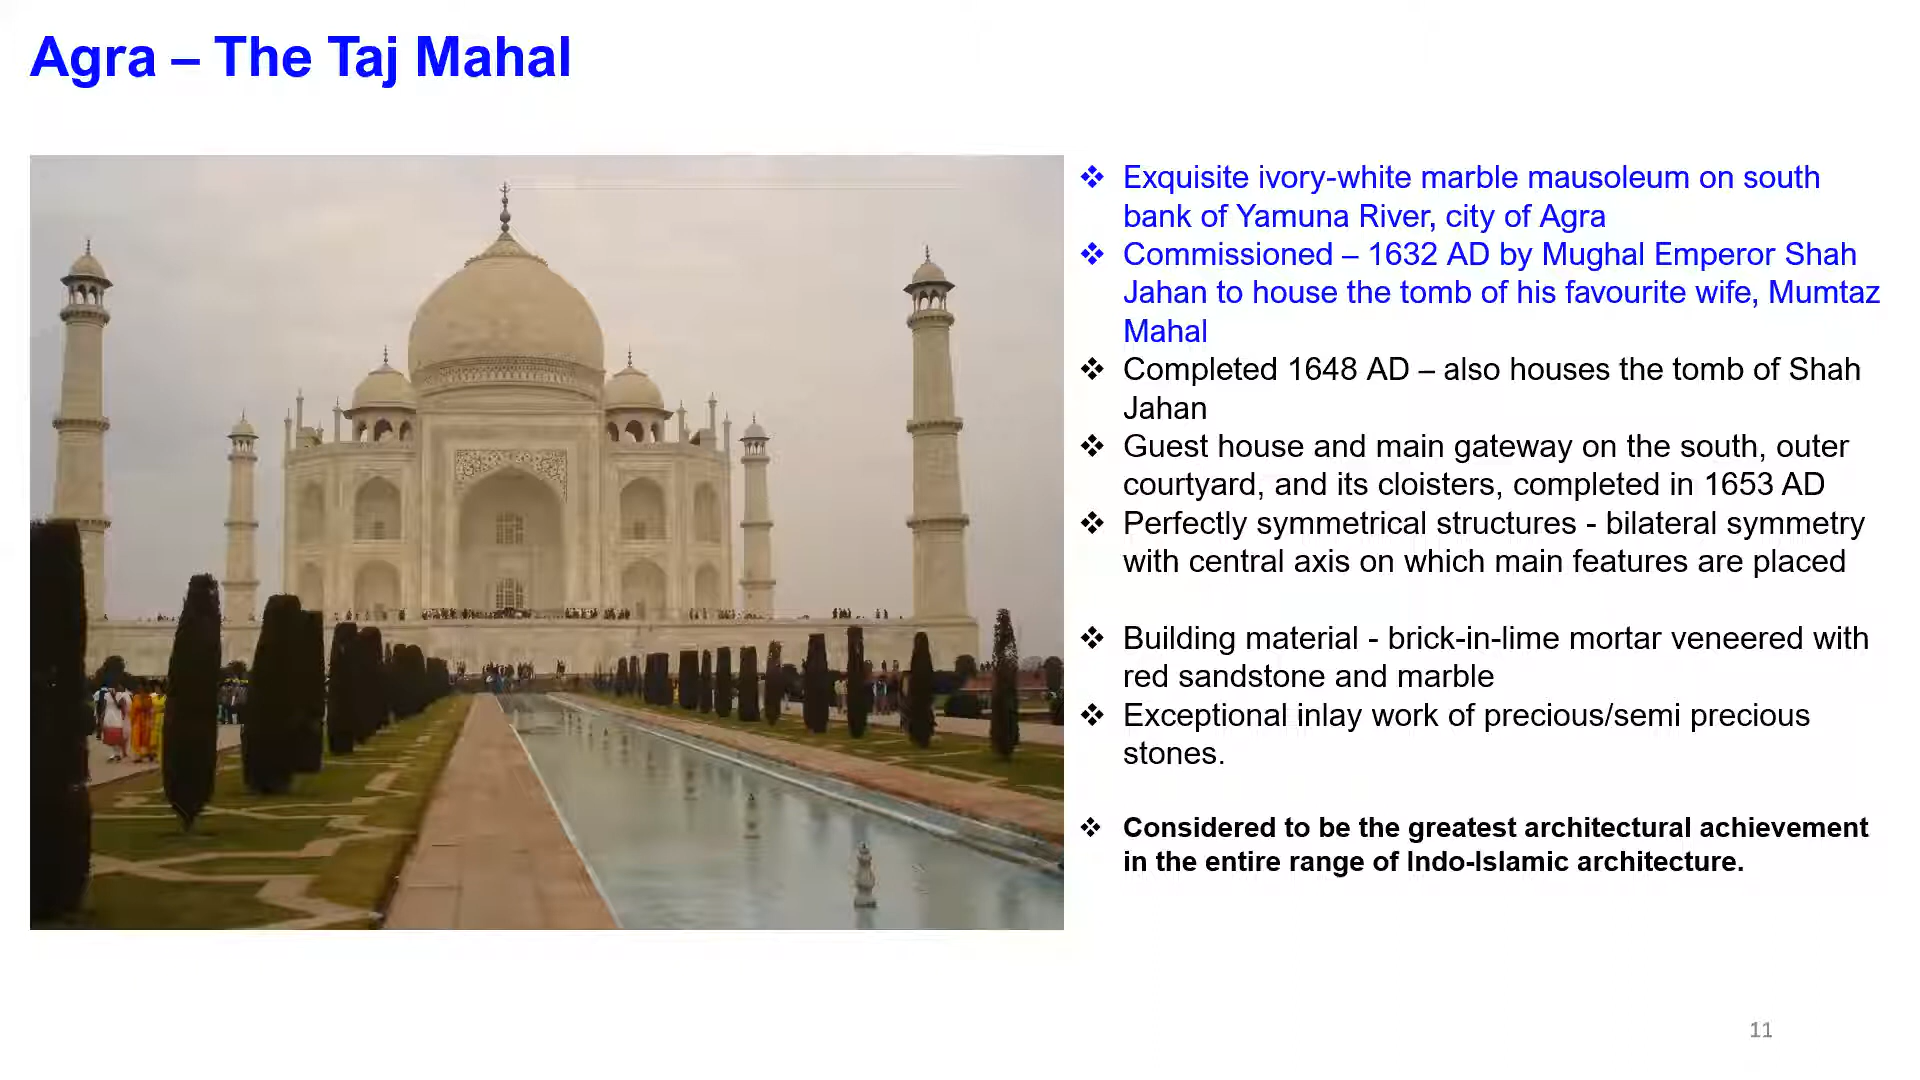 Agra – The Taj Mahal
❖ Exquisite ivory-white marble mausoleum on south
bank of Yamuna River, city of Agra
❖ Commissioned – 1632 AD by Mughal Emperor Shah
Jahan to house the tomb of his favourite wife, Mumtaz
Mahal
❖ Completed 1648 AD – also houses the tomb of Shah
Jahan
❖ Guest house and main gateway on the south, outer
courtyard, and its cloisters, completed in 1653 AD
❖ Perfectly symmetrical structures - bilateral symmetry
with central axis on which main features are placed
❖ Building material - brick-in-lime mortar veneered with
red sandstone and marble
❖ Exceptional inlay work of precious/semi precious
stones.
❖ Considered to be the greatest architectural achievement
in the entire range of Indo-Islamic architecture.
11